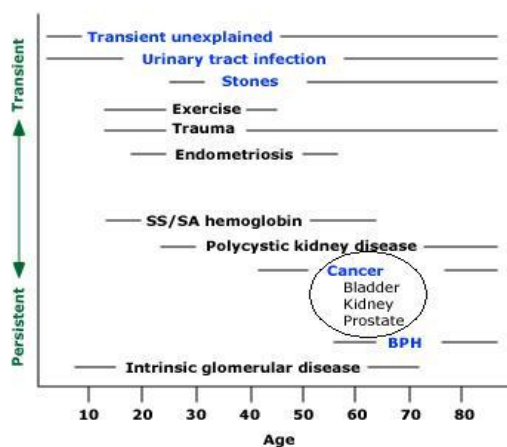 Transient unexplained
Urinary tract infection
Stones
Exercise
Trauma
Endometriosis
SS/SA hemoglobin
Polycystic kidney disease
Cancer
Bladder
Kidney
Prostate
BPH
Intrinsic glomerular disease
Transient
Persistent
10 20 30 40 50 60 70 80
Age